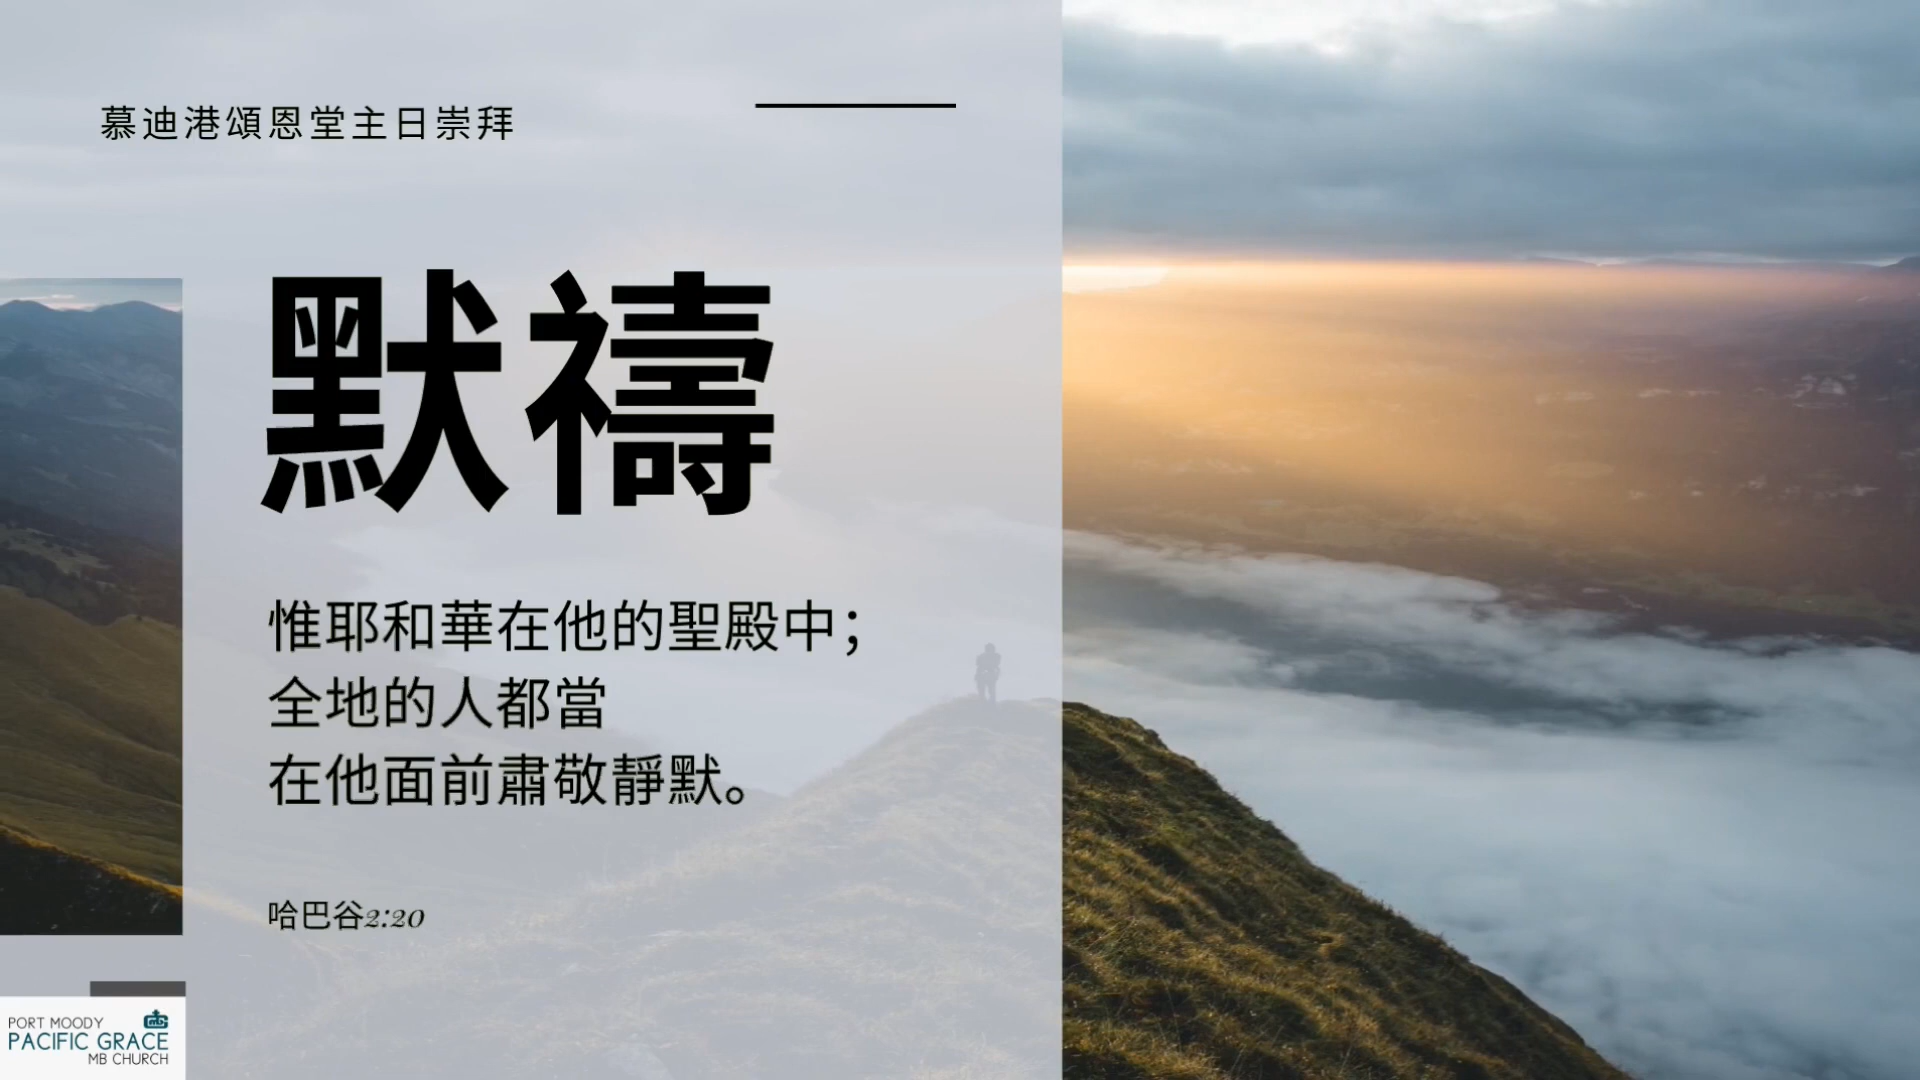 慕迪港頌恩堂主日崇拜
默禱
惟耶和華在他的聖殿中；
全地的人都當
在他面前肅敬靜默。
哈巴谷2:20
PORT MOODY
PACIFIC GRACE
MB CHURCH